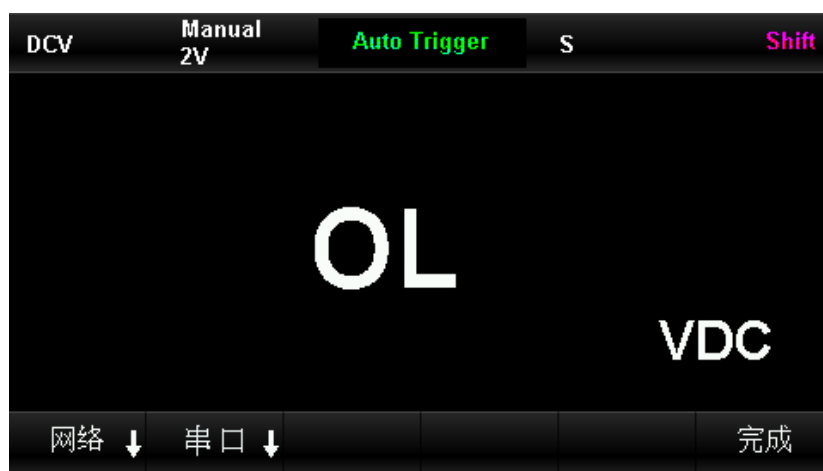 DCV
Manual
2V
Auto Trigger
S
Shift
OL
VDC
网络
串口
完成